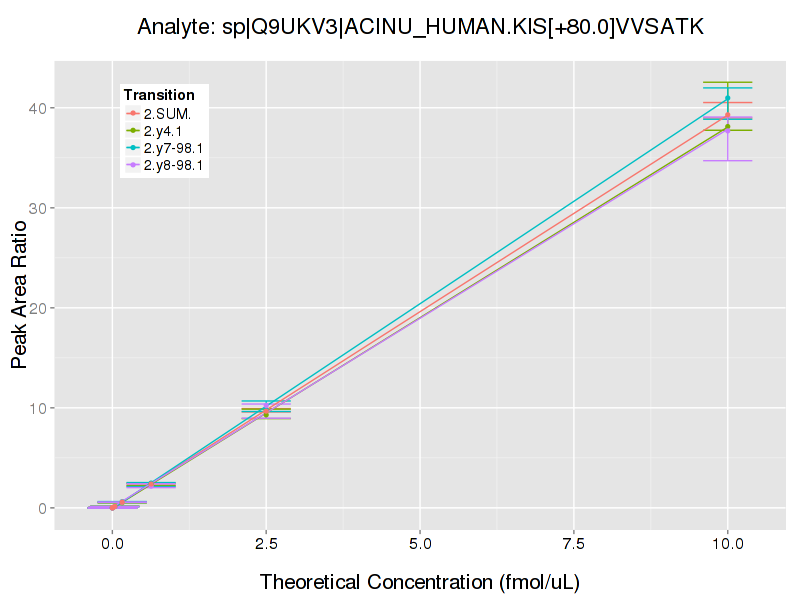 Analyte: sp|Q9UKV3|ACINU_HUMAN.KIS[+80.0]VVSATK
Transition
2.SUM.
2.y4.1
2.y7-98.1
2.y8-98.1
40
30
20
10
0
Peak Area Ratio
0.0 2.5 5.0 7.5 10.0
Theoretical Concentration (fmol/uL)